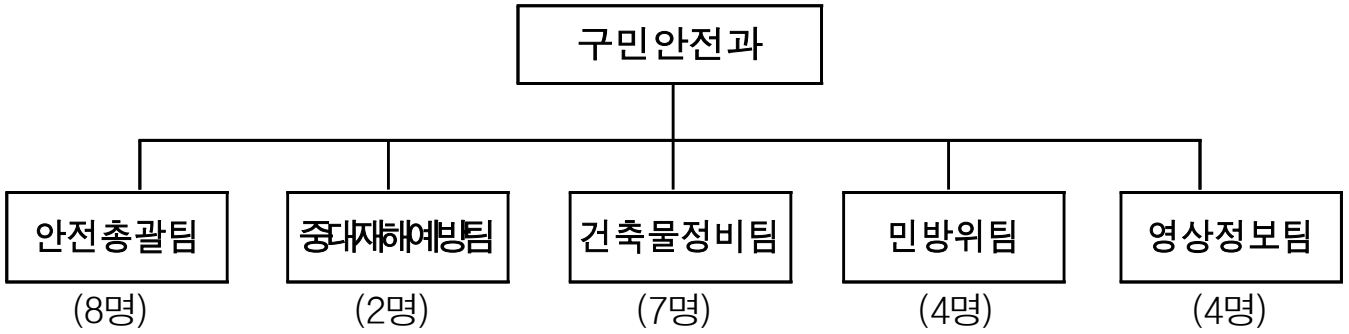 구민안전과
안전총괄팀 중대재해예방팀 건축물정비팀 민방위팀 영상정보팀
(8명) (2명) (7명) (4명) (4명)